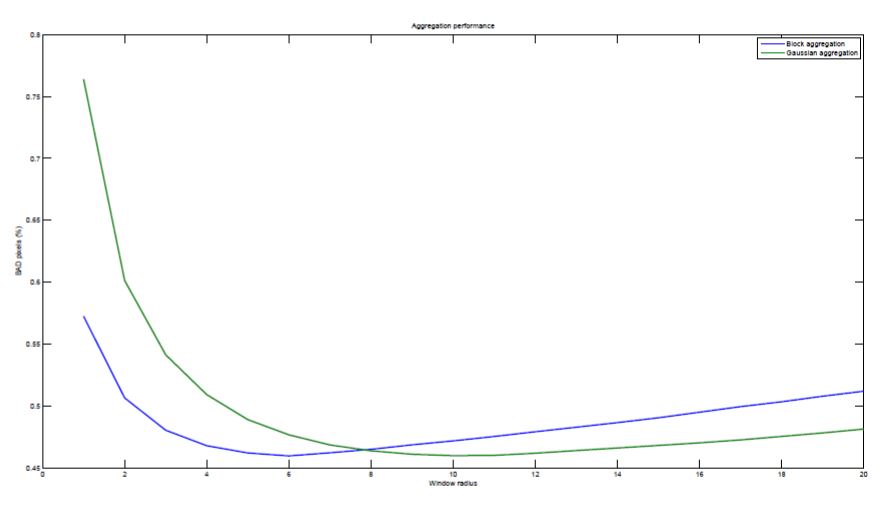 Aggregation performance
Block aggregation
Gaussian aggregation
0.8
0.75
0.7
0.65
0.6
0.55
0.5
0.45
BAD pixels (%)
0 2 4 6 8 10 12 14 16 18 20
Window radius